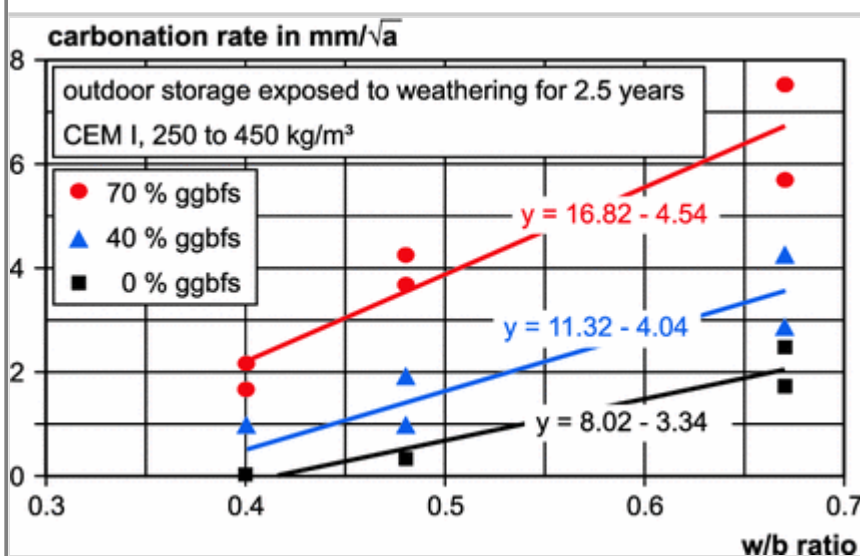 carbonation rate in mm/√a
8
outdoor storage exposed to weathering for 2.5 years
CEM I, 250 to 450 kg/m³
6
70 % ggbfs
y = 16.82 - 4.54
40 % ggbfs
4
0 % ggbfs
y = 11.32 - 4.04
2
y = 8.02 - 3.34
0
0.3 0.4 0.5 0.6 0.7
w/b ratio